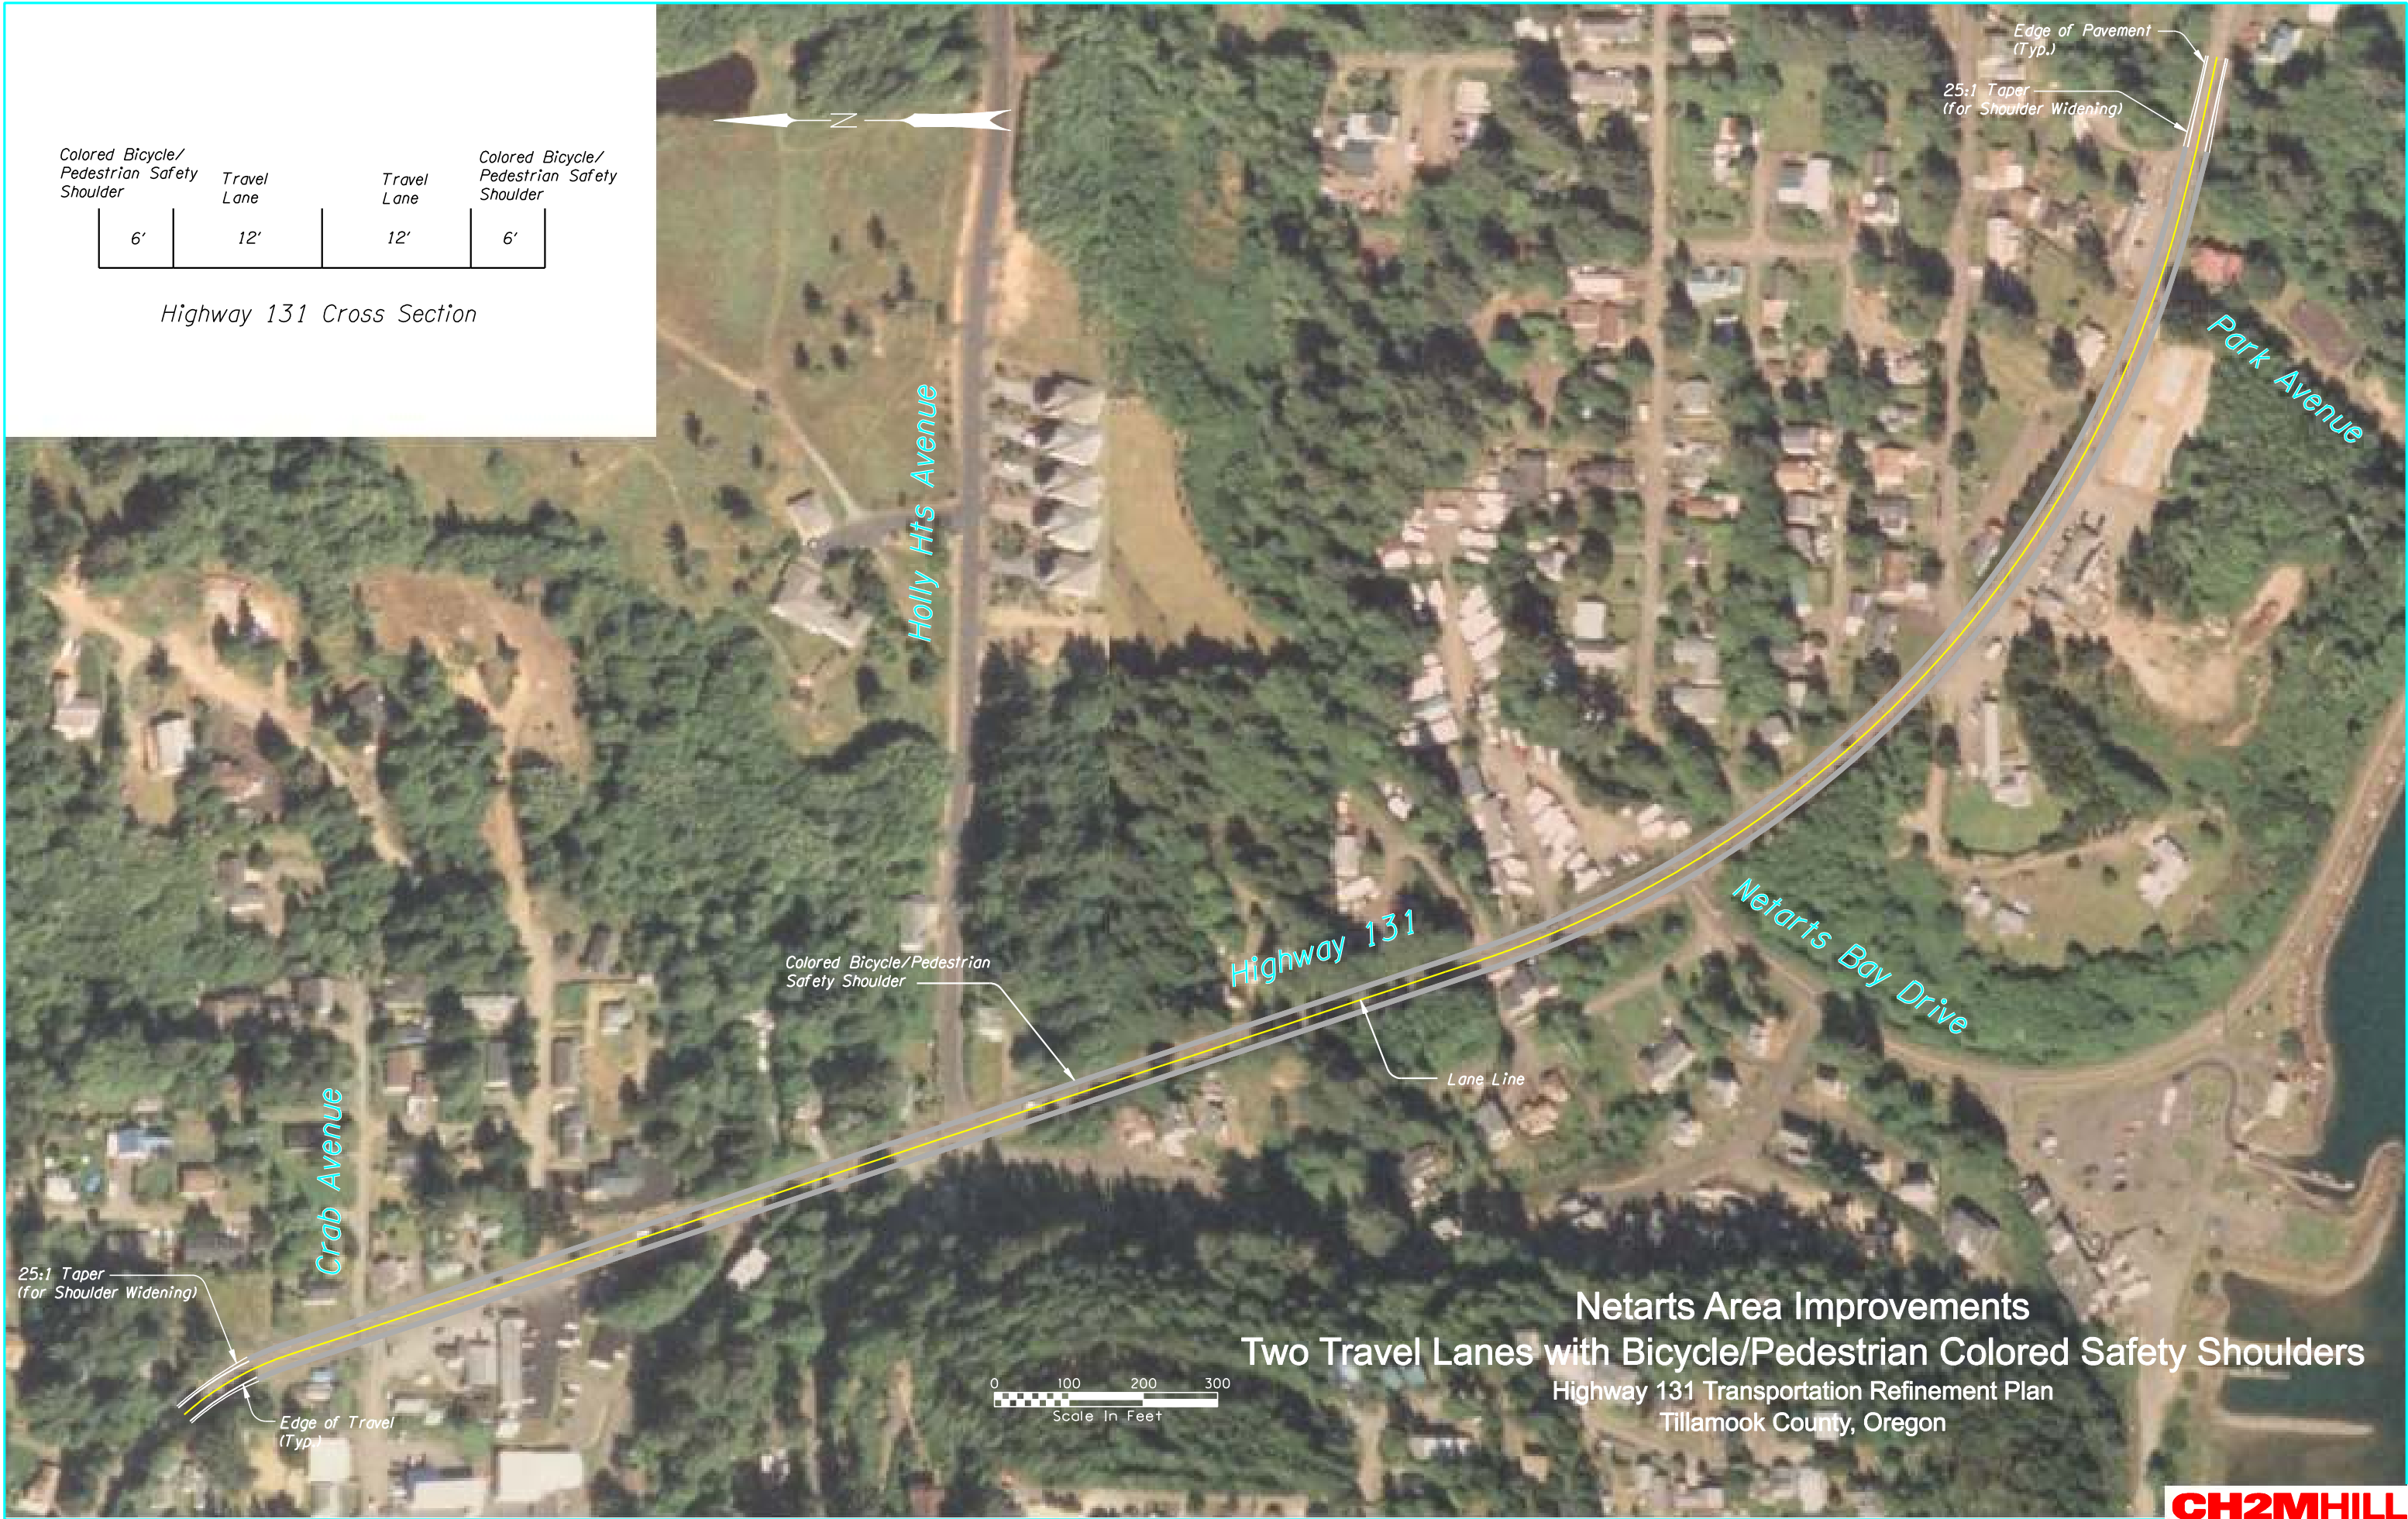 Colored Bicycle/
Pedestrian Safety
Shoulder
Travel
Lane
Travel
Lane
Colored Bicycle/
Pedestrian Safety
Shoulder
6'
12'
12'
6'
Highway 131 Cross Section
N
Edge of Pavement
(Typ.)
25:1 Taper
(for Shoulder Widening)
Park Avenue
Holly Hts Avenue
Highway 131
Netarts Bay Drive
Colored Bicycle/Pedestrian
Safety Shoulder
Lane Line
Crab Avenue
25:1 Taper
(for Shoulder Widening)
Edge of Travel
(Typ.)
0 100 200 300
Scale In Feet
Netarts Area Improvements
Two Travel Lanes with Bicycle/Pedestrian Colored Safety Shoulders
Highway 131 Transportation Refinement Plan
Tillamook County, Oregon
CH2MHILL